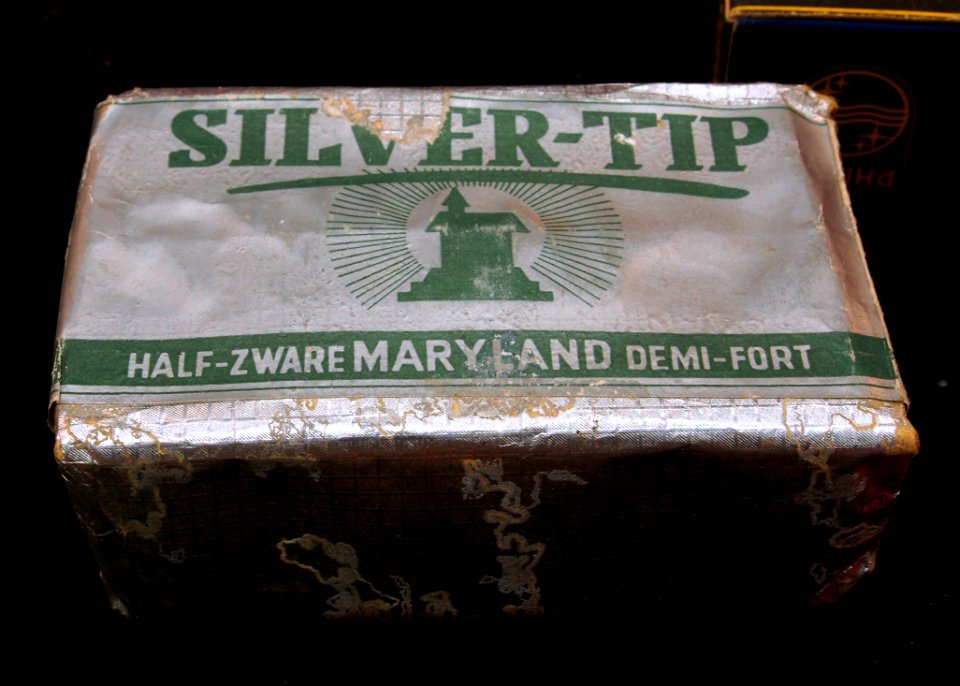 SILVER-TIP
HALF-ZWARE MARYLAND DEMI-FORT